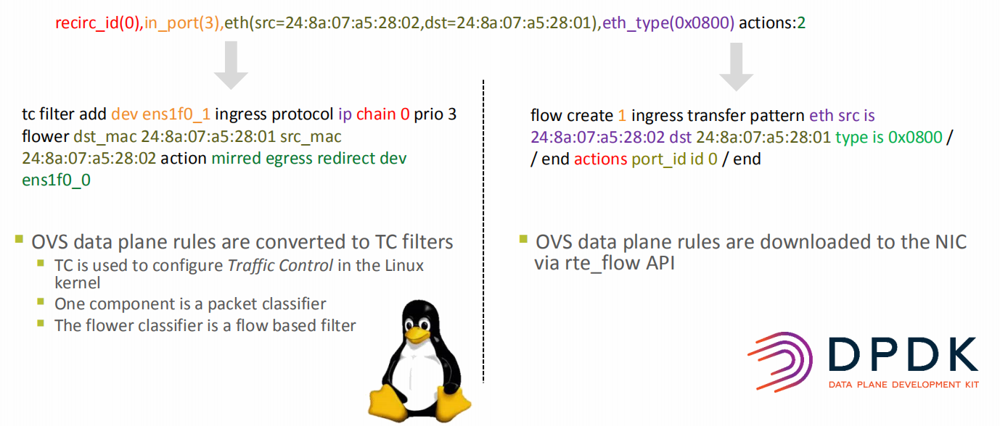 recirc_id(0),in_port(3),eth(src=24:8a:07:a5:28:02,dst=24:8a:07:a5:28:01),eth_type(0x0800) actions:2
tc filter add dev ens1f0_1 ingress protocol ip chain 0 prio 3
flower dst_mac 24:8a:07:a5:28:01 src_mac
24:8a:07:a5:28:02 action mirred egress redirect dev
ens1f0_0
OVS data plane rules are converted to TC filters
TC is used to configure Traffic Control in the Linux
kernel
One component is a packet classifier
The flower classifier is a flow based filter
flow create 1 ingress transfer pattern eth src is
24:8a:07:a5:28:02 dst 24:8a:07:a5:28:01 type is 0x0800 /
/ end actions port_id id 0 / end
OVS data plane rules are downloaded to the NIC
via rte_flow API
DPDK
DATA PLANE DEVELOPMENT KIT